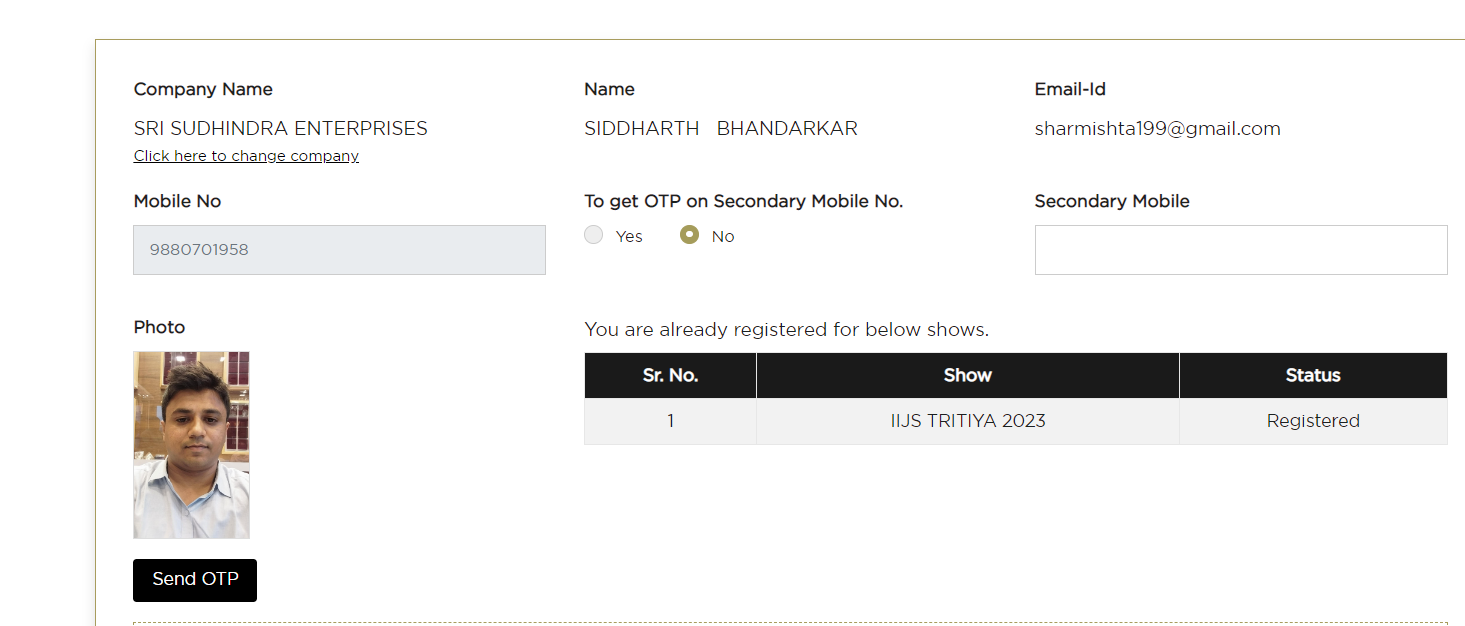 Company Name
SRI SUDHINDRA ENTERPRISES
Click here to change company
Name
SIDDHARTH BHANDARKAR
Email-Id
sharmishta199@gmail.com
Mobile No
9880701958
To get OTP on Secondary Mobile No.
Yes No
Secondary Mobile
Photo
Send OTP
You are already registered for below shows.
Sr. No. Show Status
1 IIJS TRITIYA 2023 Registered